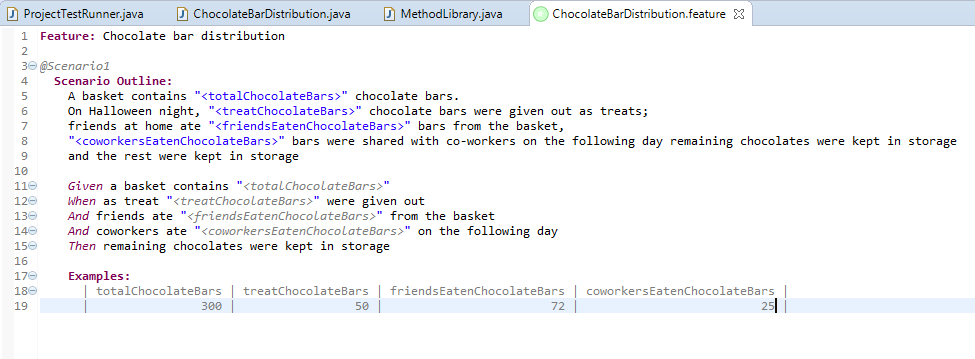 ProjectTestRunner.java ChocolateBarDistribution.java MethodLibrary.java ChocolateBarDistribution.feature
1 Feature: Chocolate bar distribution
2
3 @Scenario1
4 Scenario Outline:
5 A basket contains "<totalChocolateBars>" chocolate bars.
6 On Halloween night, "<treatChocolateBars>" chocolate bars were given out as treats;
7 friends at home ate "<friendsEatenChocolateBars>" bars from the basket,
8 "<coworkersEatenChocolateBars>" bars were shared with co-workers on the following day remaining chocolates were kept in storage
9 and the rest were kept in storage
10
11 Given a basket contains "<totalChocolateBars>"
12 When as treat "<treatChocolateBars>" were given out
13 And friends ate "<friendsEatenChocolateBars>" from the basket
14 And coworkers ate "<coworkersEatenChocolateBars>" on the following day
15 Then remaining chocolates were kept in storage
16
17 Examples:
18 | totalChocolateBars | treatChocolateBars | friendsEatenChocolateBars | coworkersEatenChocolateBars |
19 | 300 | 50 | 72 | 25 |